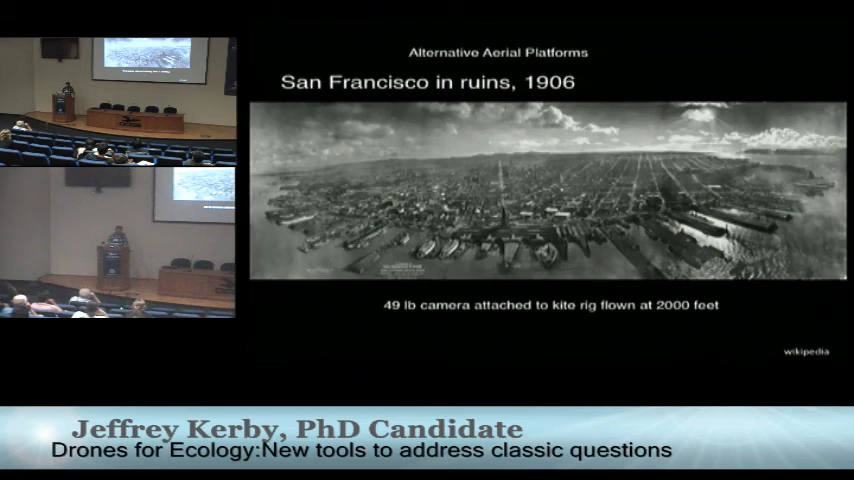 Alternative Aerial Platforms
San Francisco in ruins, 1906
49 lb camera attached to kite rig flown at 2000 feet
wikipedia
Jeffrey Kerby, PhD Candidate
Drones for Ecology:New tools to address classic questions